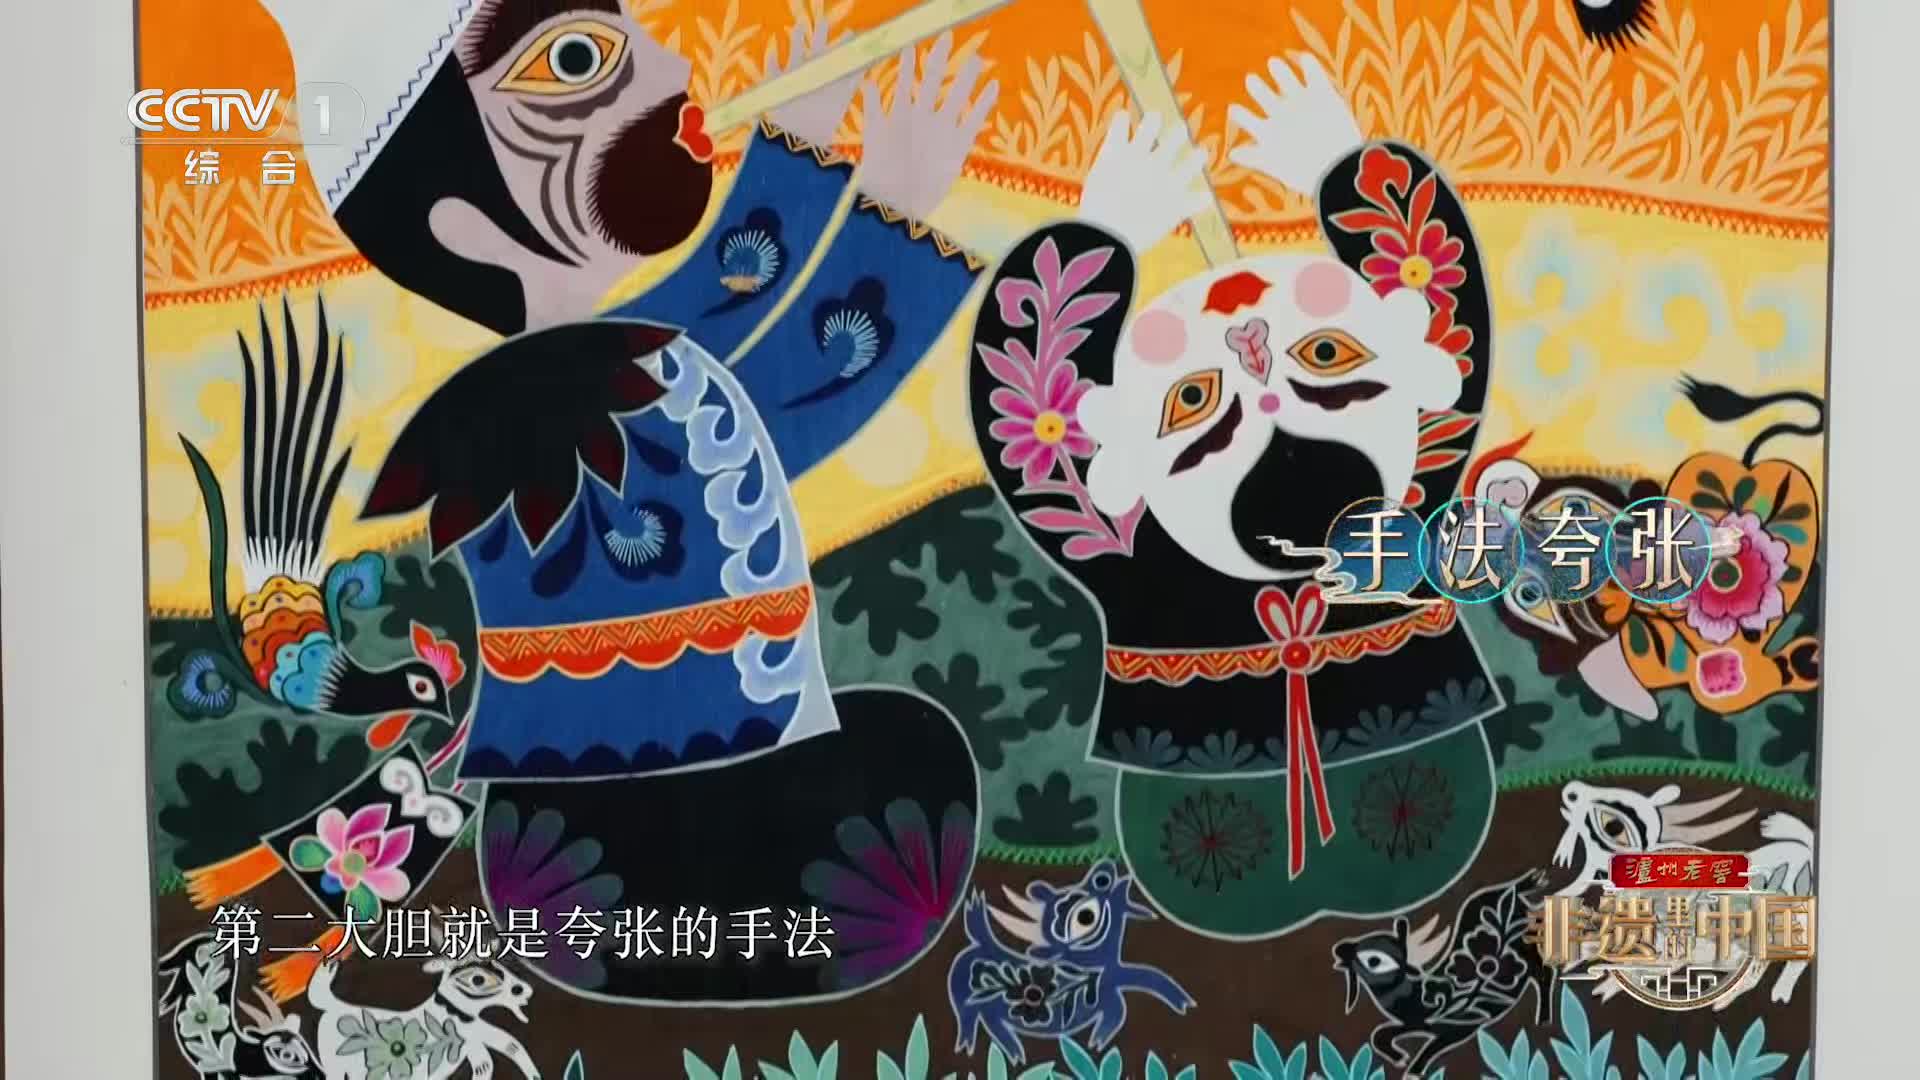 CCTV 1
综合
手法夸张
第二大胆就是夸张的手法
泸州老窖
非遗里的中国